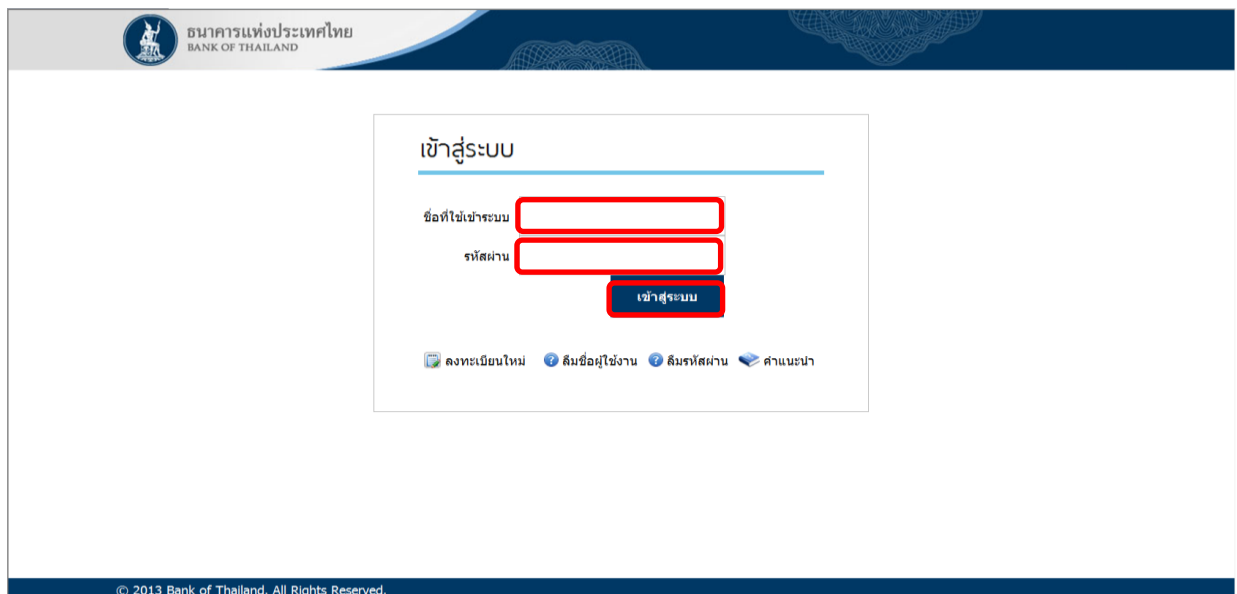 ธนาคารแห่งประเทศไทย
BANK OF THAILAND
เข้าสู่ระบบ
ชื่อที่ใช้เข้าระบบ
รหัสผ่าน
เข้าสู่ระบบ
ลงทะเบียนใหม่ ลืมชื่อผู้ใช้งาน ลืมรหัสผ่าน คำแนะนำ
© 2013 Bank of Thailand. All Rights Reserved.